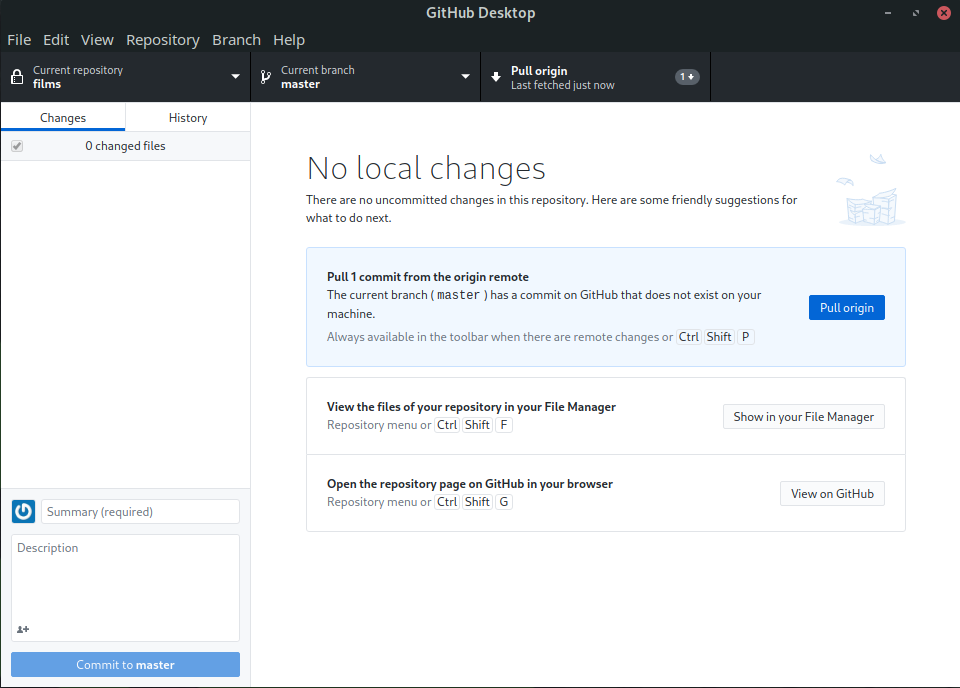 GitHub Desktop
File Edit View Repository Branch Help
Current repository
films
Current branch
master
Pull origin
Last fetched just now
1
Changes
History
0 changed files
No local changes
There are no uncommitted changes in this repository. Here are some friendly suggestions for
what to do next.
Pull 1 commit from the origin remote
The current branch ( master ) has a commit on GitHub that does not exist on your
machine.
Always available in the toolbar when there are remote changes or Ctrl Shift P
Pull origin
View the files of your repository in your File Manager
Repository menu or Ctrl Shift F
Show in your File Manager
Open the repository page on GitHub in your browser
Repository menu or Ctrl Shift G
View on GitHub
Summary (required)
Description
Commit to master